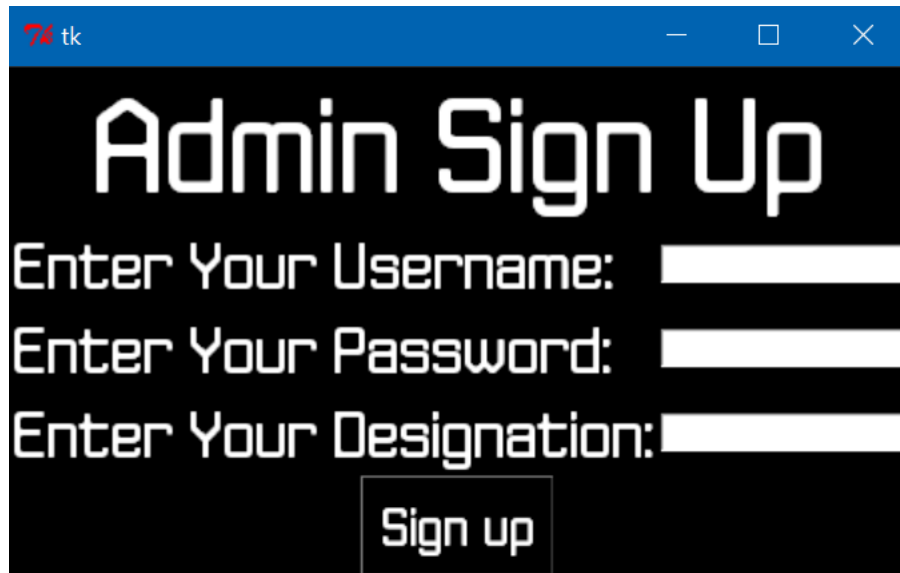 tk
Admin Sign Up
Enter Your Username:
Enter Your Password:
Enter Your Designation:
Sign up